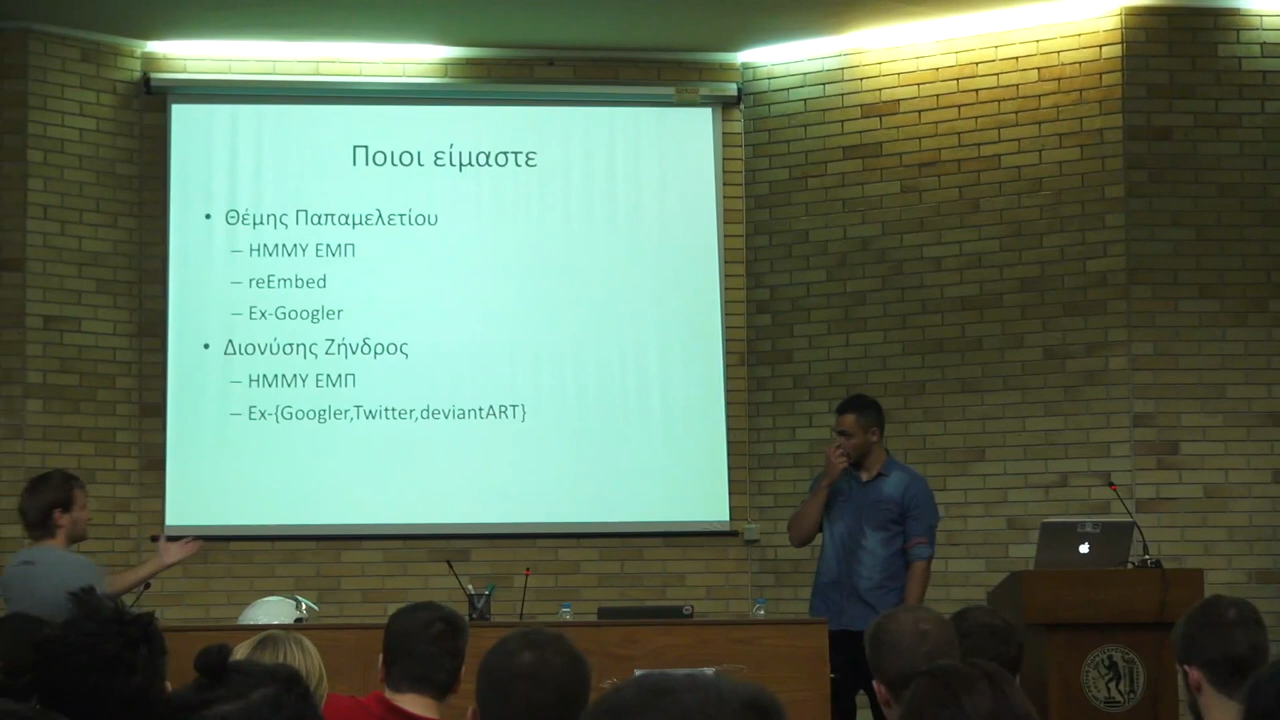 Ποιοι είμαστε
• Θέμης Παπαμελετίου
– ΗΜΜΥ ΕΜΠ
– reEmbed
– Ex-Googler
• Διονύσης Ζήνδρος
– ΗΜΜΥ ΕΜΠ
– Ex-{Googler,Twitter,deviantART}